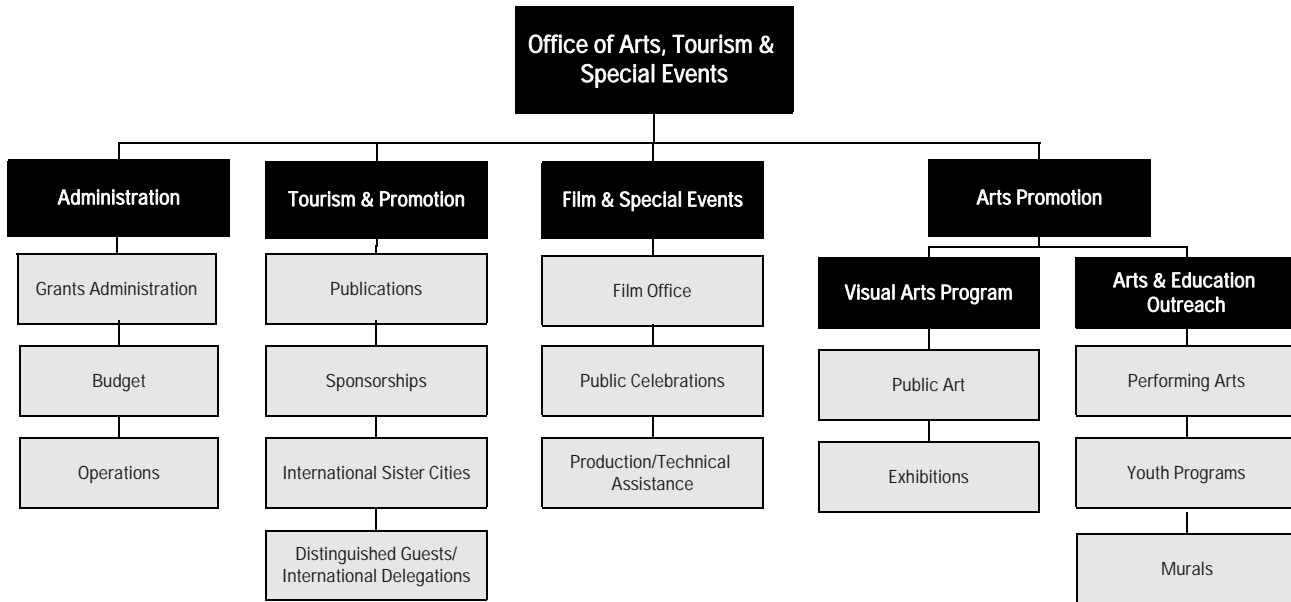 Office of Arts, Tourism &
Special Events
Administration
Tourism & Promotion
Film & Special Events
Arts Promotion
Grants Administration
Budget
Operations
Publications
Sponsorships
International Sister Cities
Distinguished Guests/
International Delegations
Film Office
Public Celebrations
Production/Technical
Assistance
Visual Arts Program
Public Art
Exhibitions
Arts & Education
Outreach
Performing Arts
Youth Programs
Murals